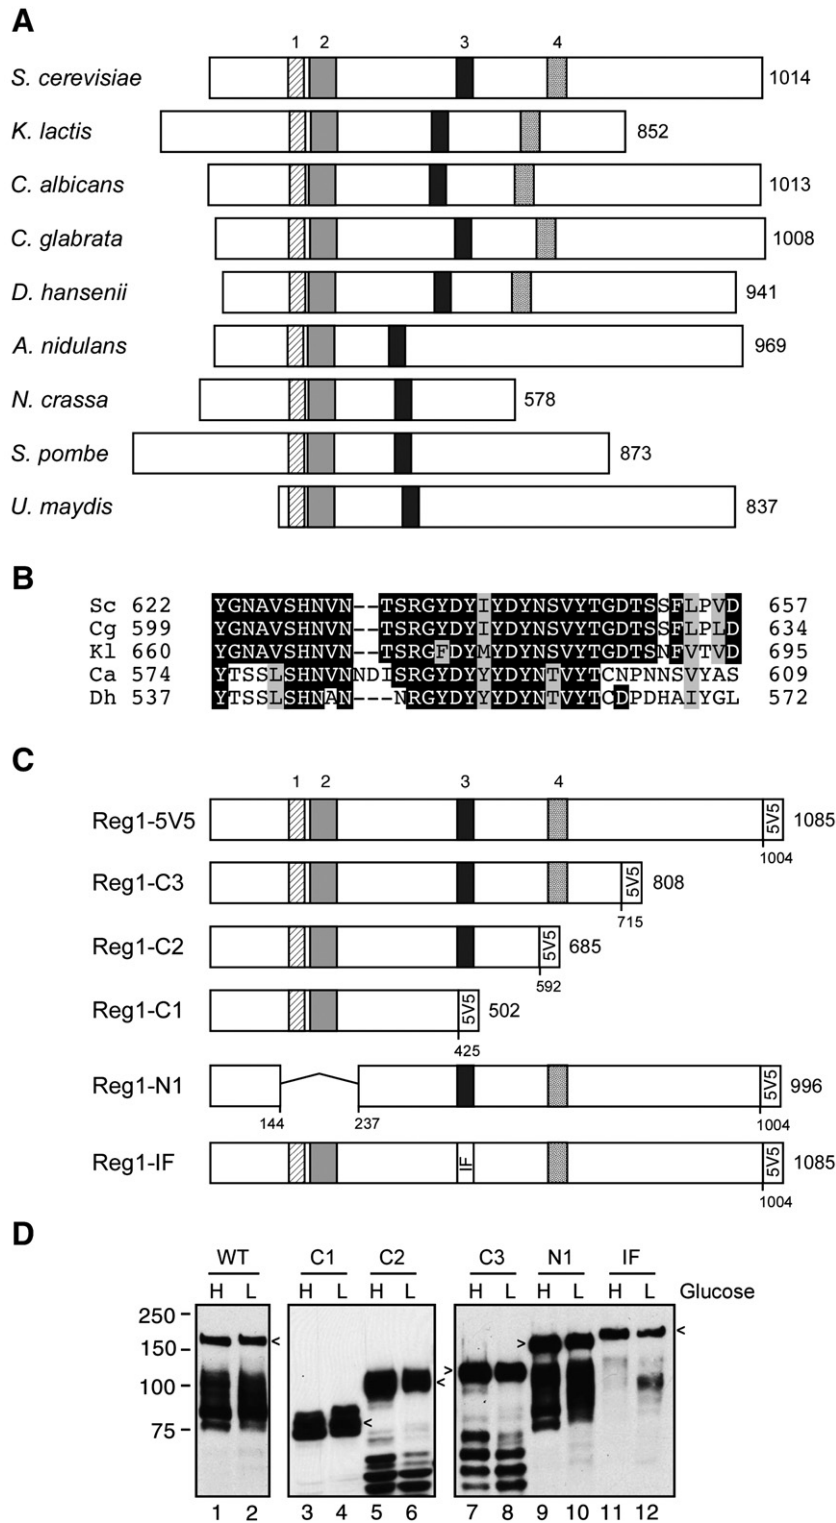 A
1 2 3 4
S. cerevisiae 1014
K. lactis 852
C. albicans 1013
C. glabrata 1008
D. hansenii 941
A. nidulans 969
N. crassa 578
S. pombe 873
U. maydis 837
B
Sc 622 YGNAVSHNVN--TSRGYDYIYDYNSVYTGDTSSFLPVD 657
Cg 599 YGNAVSHNVN--TSRGYDYIYDYNSVYTGDTSSFLPLD 634
Kl 660 YGNAVSHNVN--TSRGFDYMYDYNSVYTGDTSNFVTVD 695
Ca 574 YTSSLSHNVNNDISRGYDYYYDYNTVYTCNPNNSVYAS 609
Dh 537 YTSSLSHNAN---NRGYDYYYDYNTVYTCDPDHAIYGL 572
C
1 2 3 4
Reg1-5V5 5V5 1085
1004
Reg1-C3 5V5 808
715
Reg1-C2 5V5 685
592
Reg1-C1 5V5 502
425
Reg1-N1 5V5 996
144 237 1004
Reg1-IF IF 5V5 1085
1004
D
WT C1 C2 C3 N1 IF
H L H L H L H L H L H L Glucose
250
150
100
75
< < > < > <
1 2 3 4 5 6 7 8 9 10 11 12